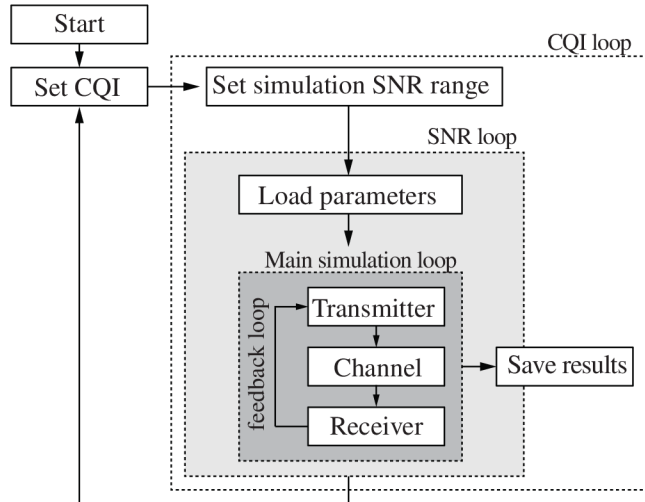 Start
CQI loop
Set CQI
Set simulation SNR range
SNR loop
Load parameters
Main simulation loop
feedback loop
Transmitter
Channel
Save results
Receiver